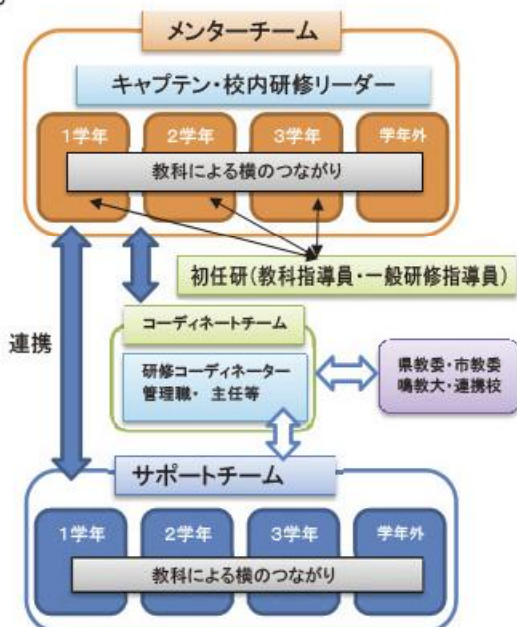 メンターチーム
キャプテン・校内研修リーダー
1学年 2学年 3学年 学年外
教科による横のつながり
初任研(教科指導員・一般研修指導員)
コーディネートチーム
連携
研修コーディネーター
管理職・主任等
県教委・市教委
鳴教大・連携校
サポートチーム
1学年 2学年 3学年 学年外
教科による横のつながり